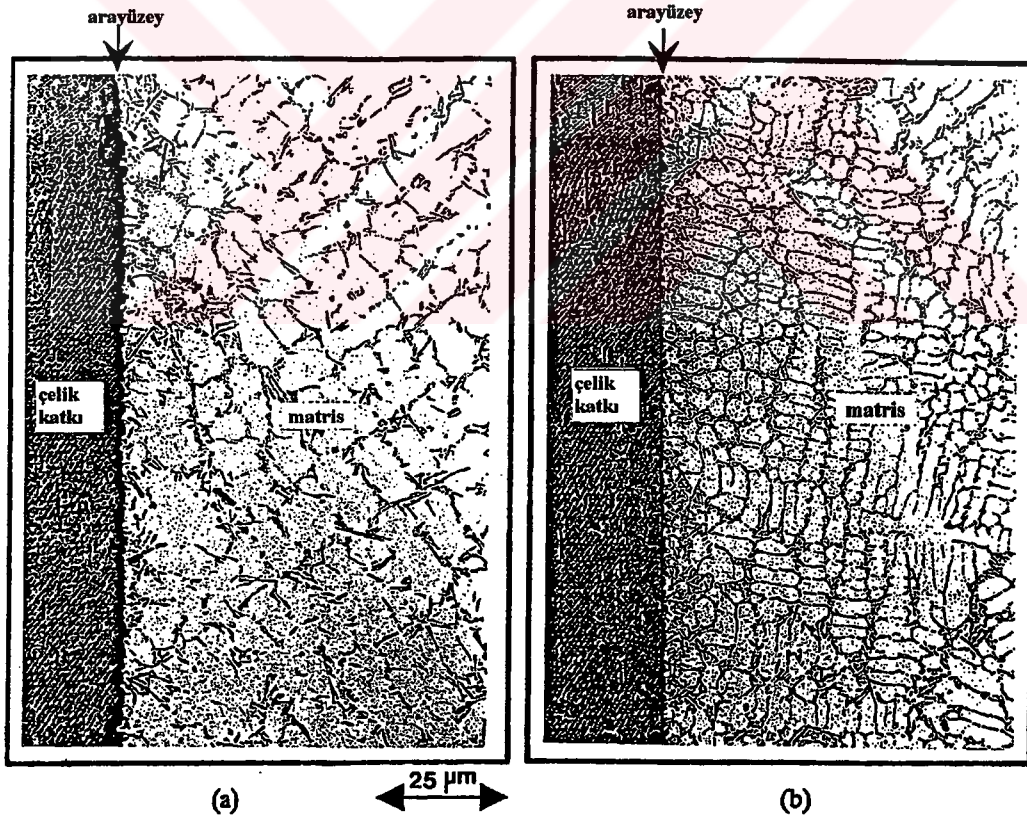 arayüzey
arayüzey
çelik
katkı
matris
çelik
katkı
matris
25 µm
(a)
(b)